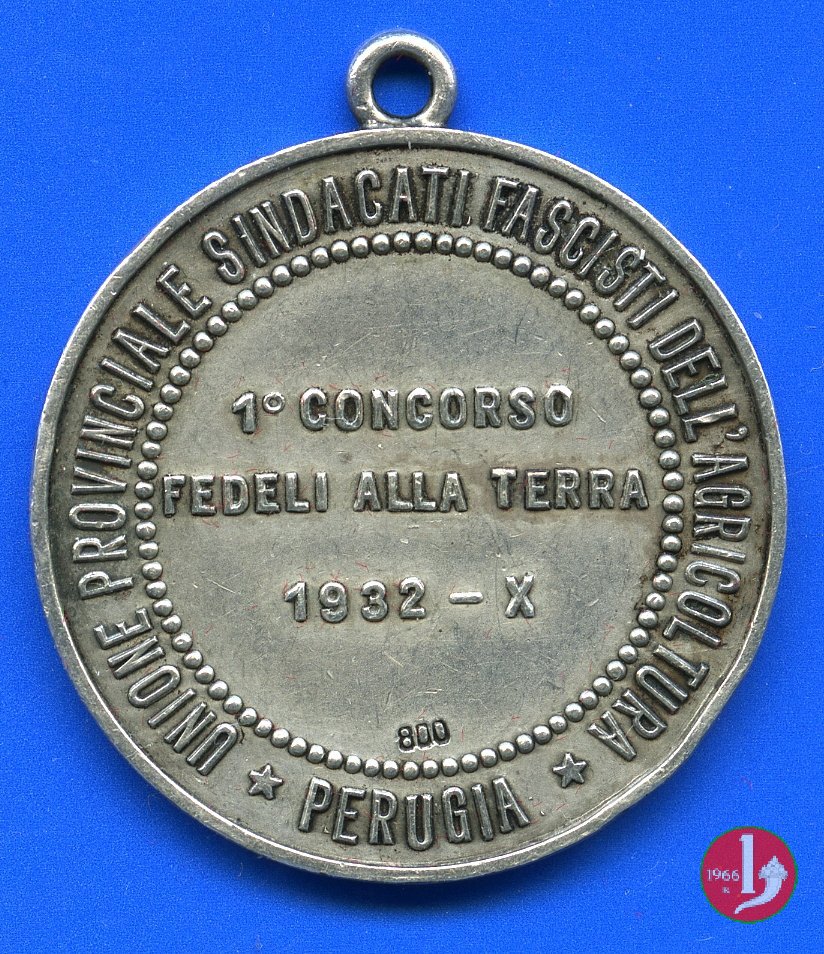 UNIONE PROVINCIALE SINDACATI FASCISTI DELL'AGRICOLTURA
PERUGIA
1° CONCORSO
FEDELI ALLA TERRA
1932 - X
800
1966